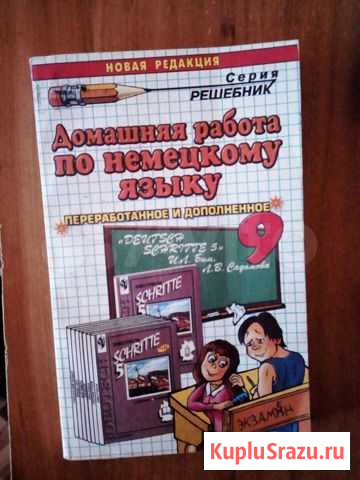 НОВАЯ РЕДАКЦИЯ
Серия
РЕШЕБНИК
Домашняя работа
по немецкому
языку
ПЕРЕРАБОТАННОЕ И ДОПОЛНЕННОЕ
9
"DEUTSCH
SCHRITTE 5"
И.Л. Бим,
Л.В. Садомова
SCHRITTE
5
DEUTSCH
SCHRITTE
5
ЭКЗАМЕН
KupluSrazu.ru